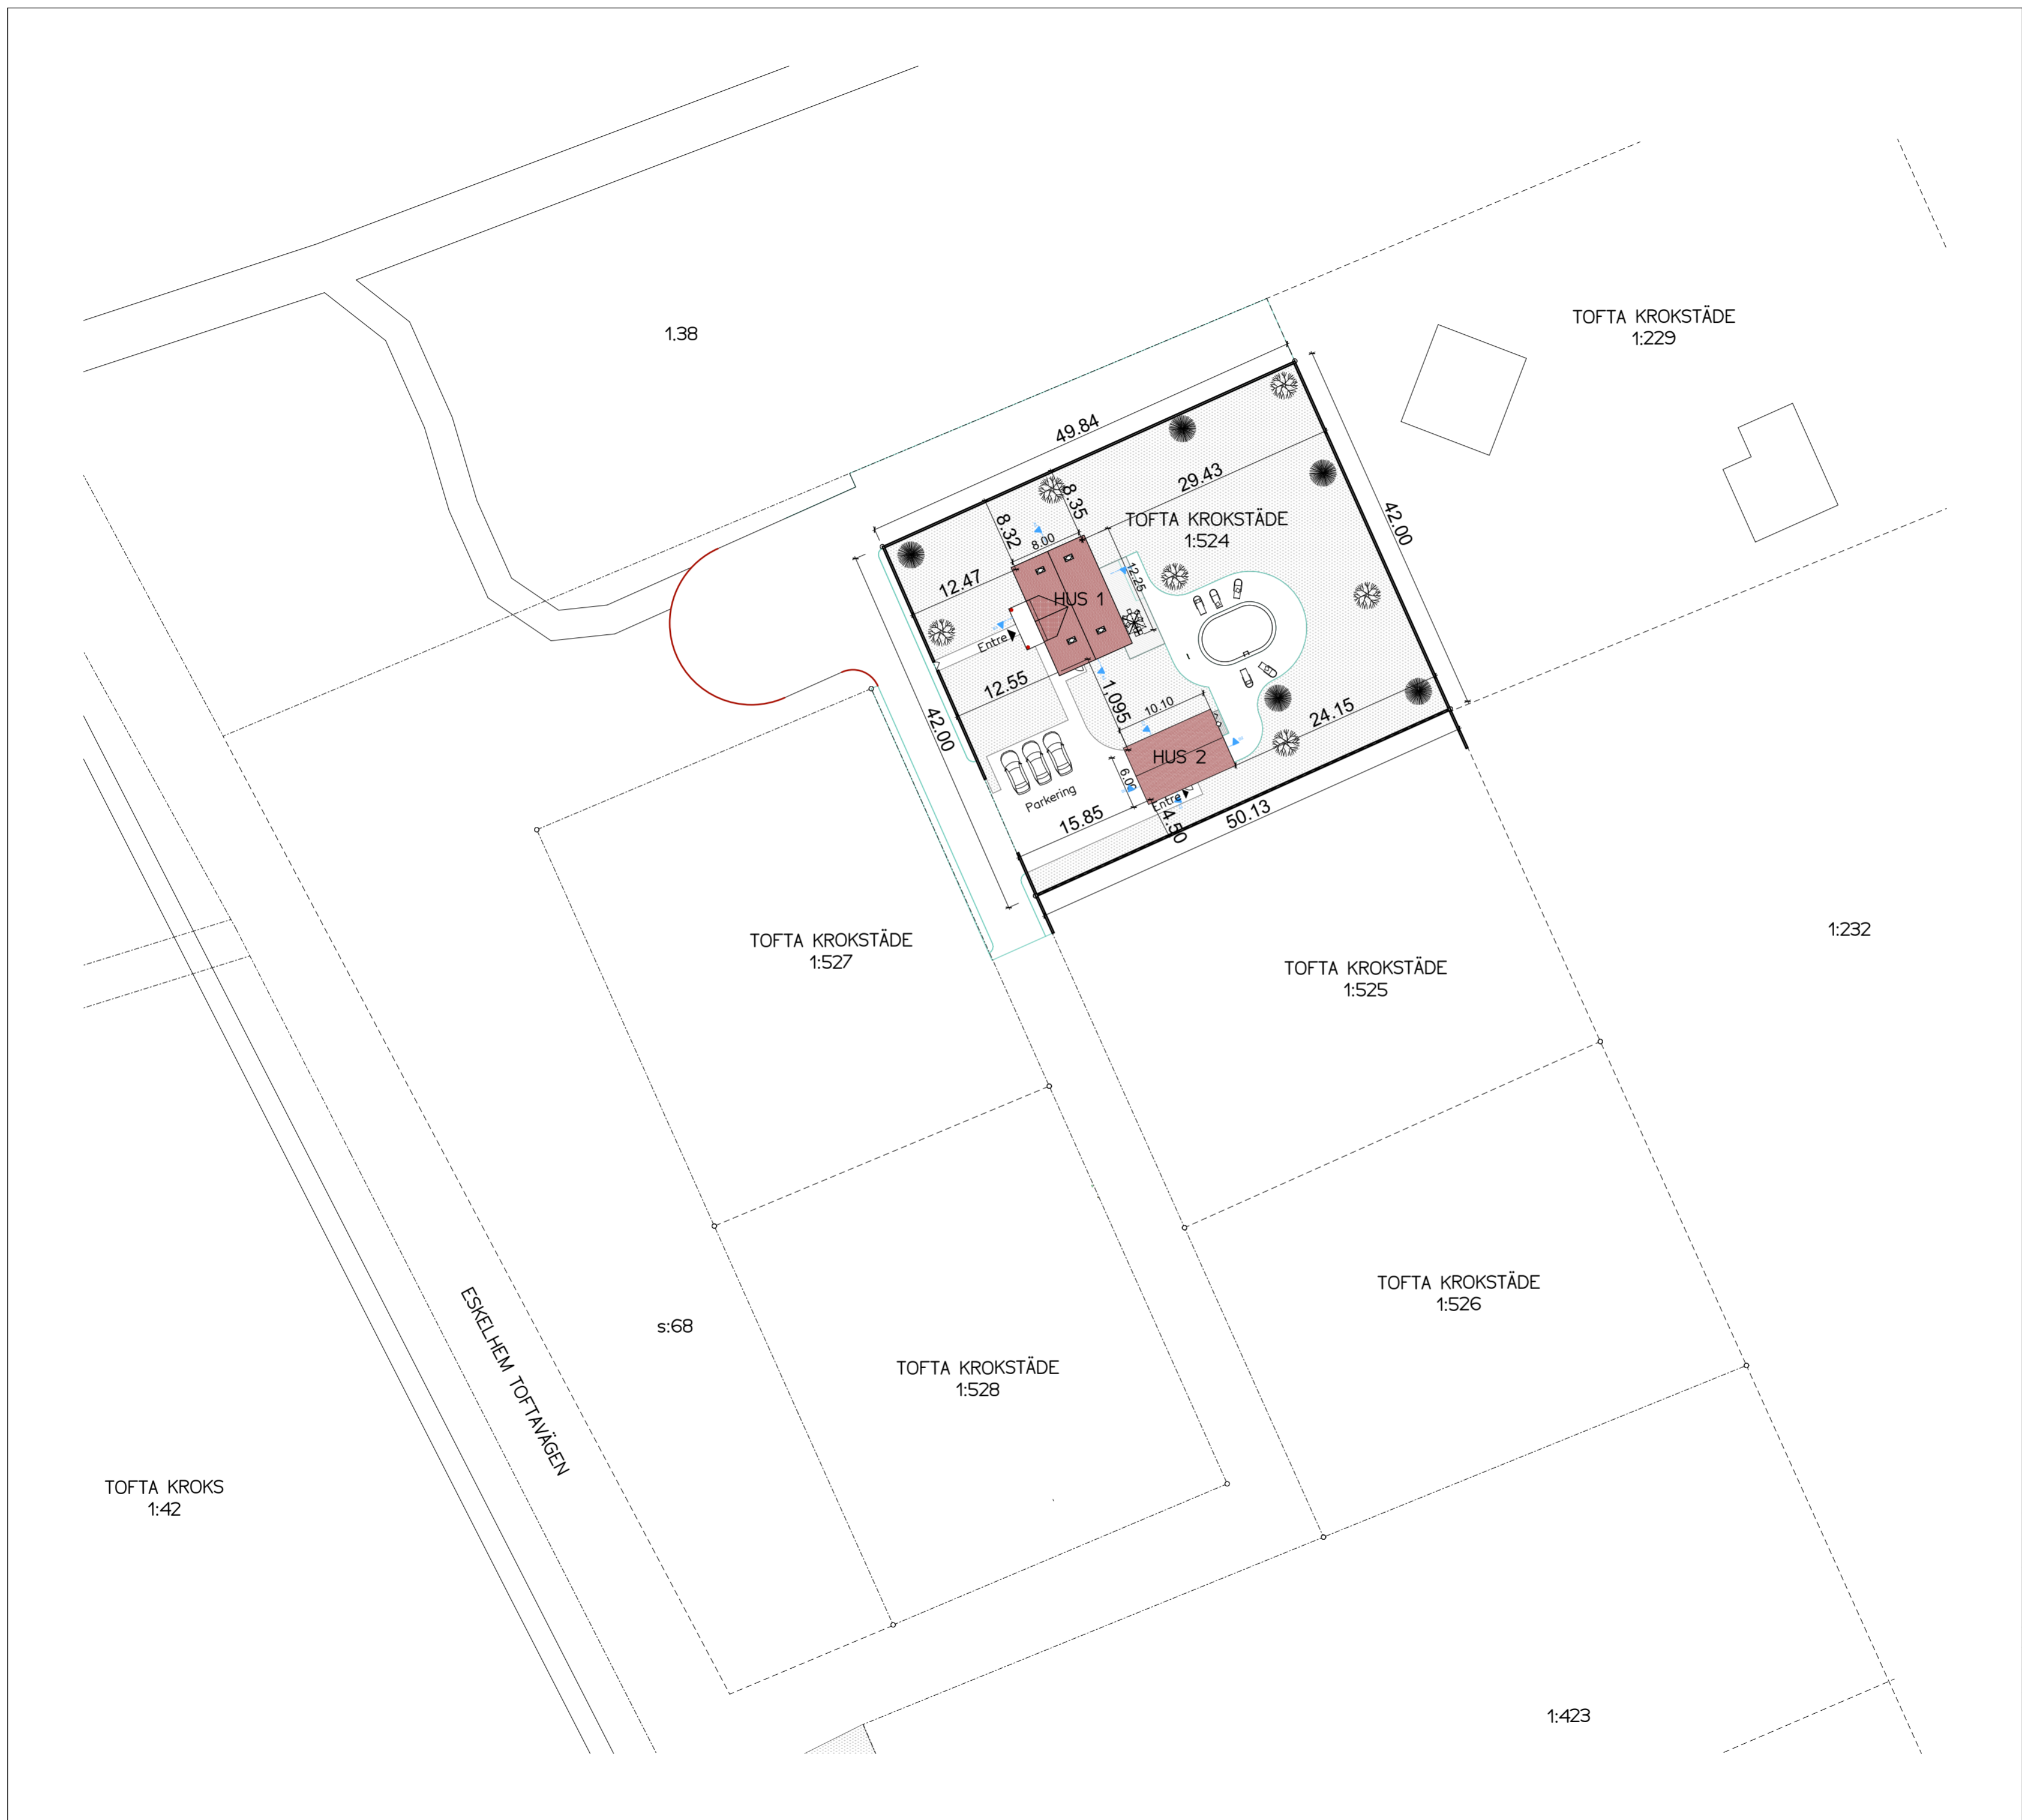 1.38
TOFTA KROKSTÄDE
1:229
49.84
29.43
8.35
8.32
TOFTA KROKSTÄDE
1:524
42.00
8.00
12.47
12.25
HUS 1
Entre
12.55
1,095
10.10
24.15
42.00
HUS 2
6.00
Parkering
Entre
15.85
4.50
50.13
TOFTA KROKSTÄDE
1:527
TOFTA KROKSTÄDE
1:525
1:232
TOFTA KROKSTÄDE
1:526
s:68
ESKELHEM TOFTAVÄGEN
TOFTA KROKSTÄDE
1:528
TOFTA KROKS
1:42
1:423